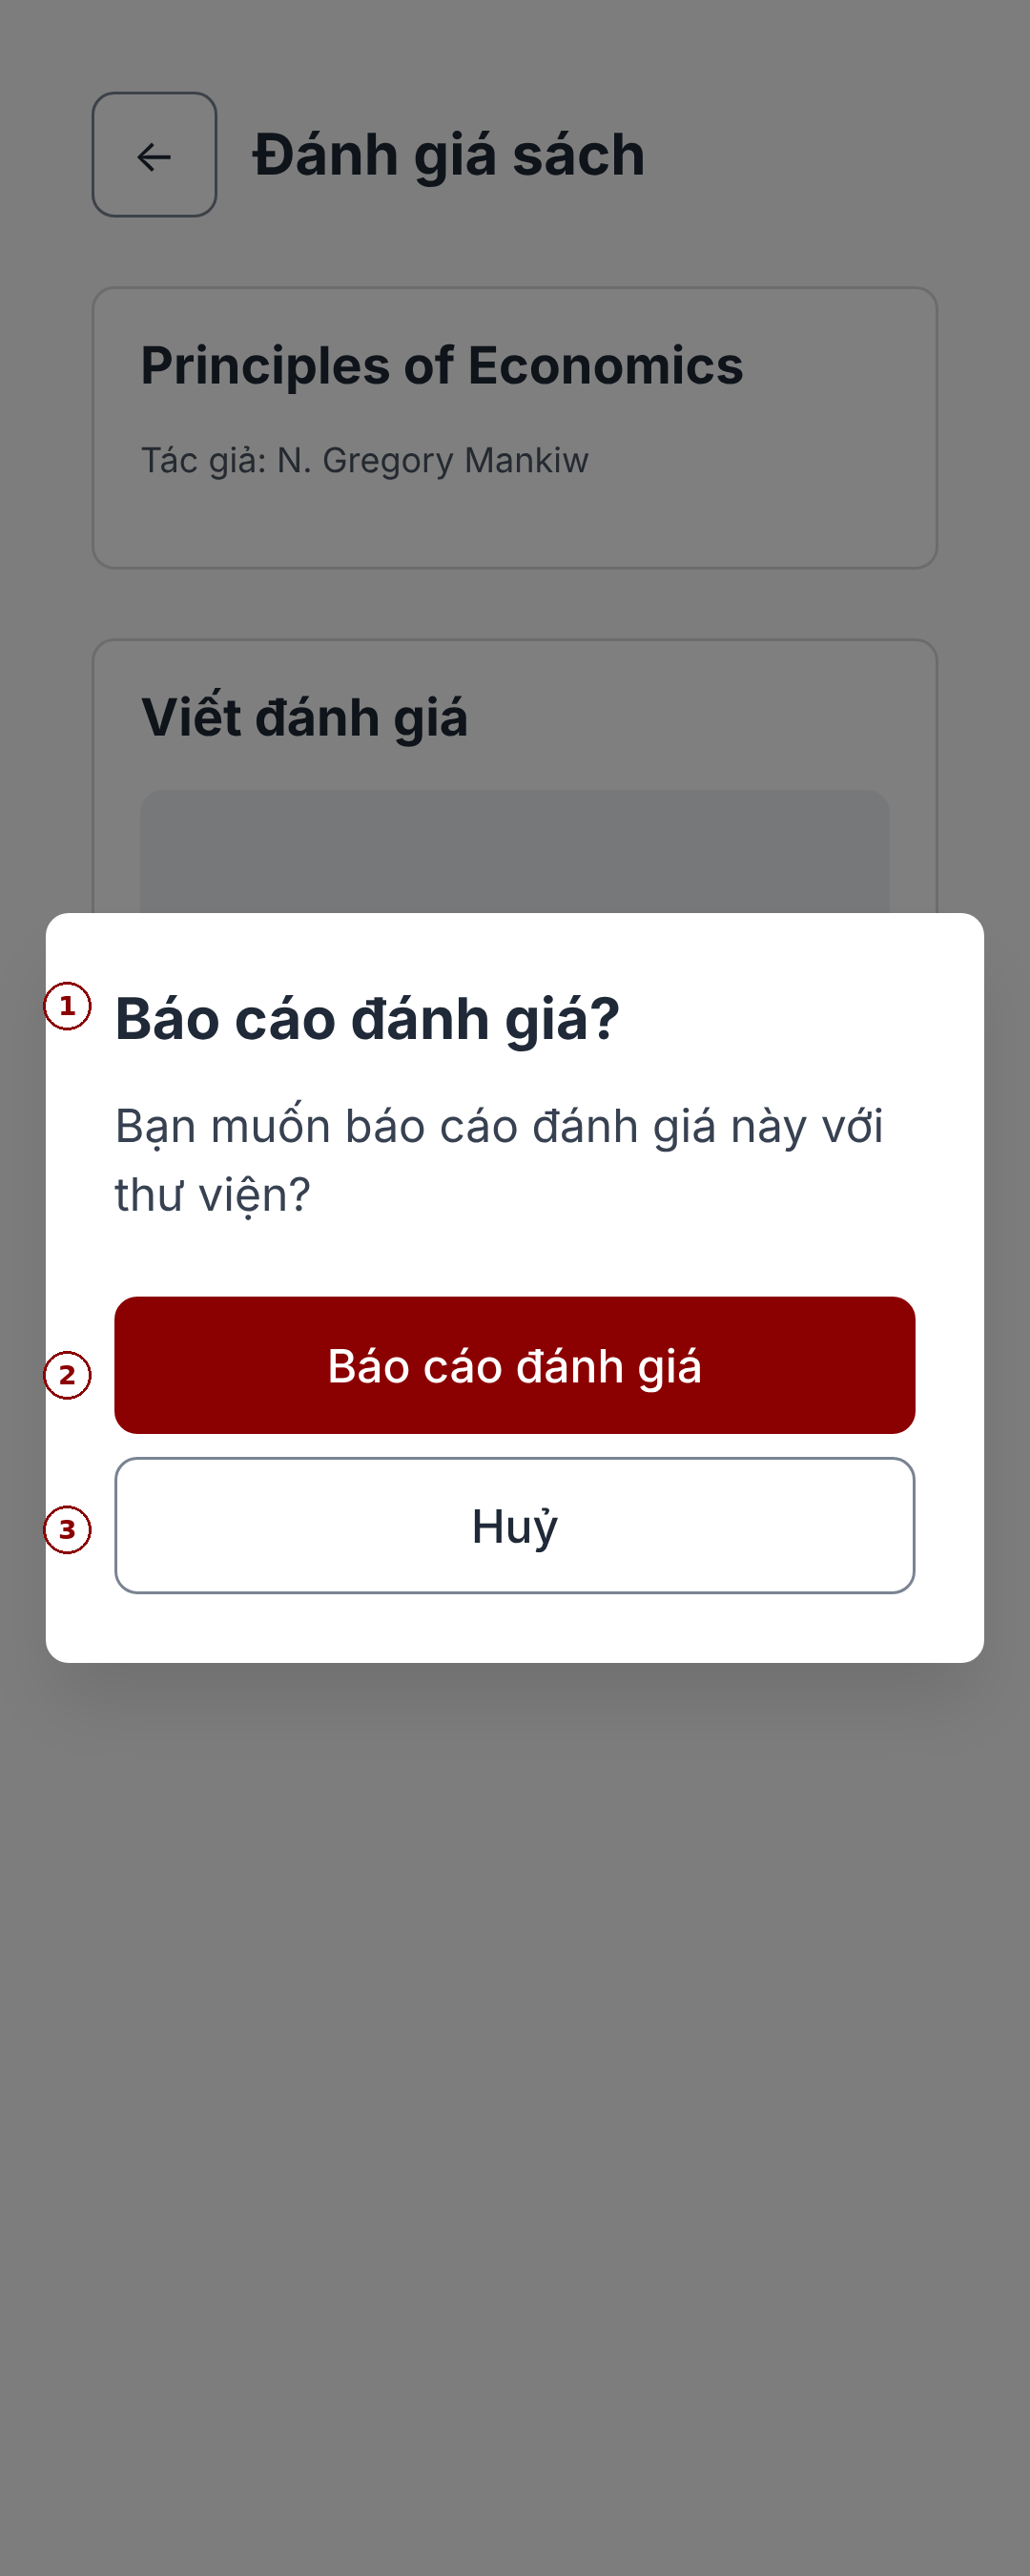 ←
Đánh giá sách
Principles of Economics
Tác giả: N. Gregory Mankiw
Viết đánh giá
1
Báo cáo đánh giá?
Bạn muốn báo cáo đánh giá này với
thư viện?
2
Báo cáo đánh giá
3
Huỷ